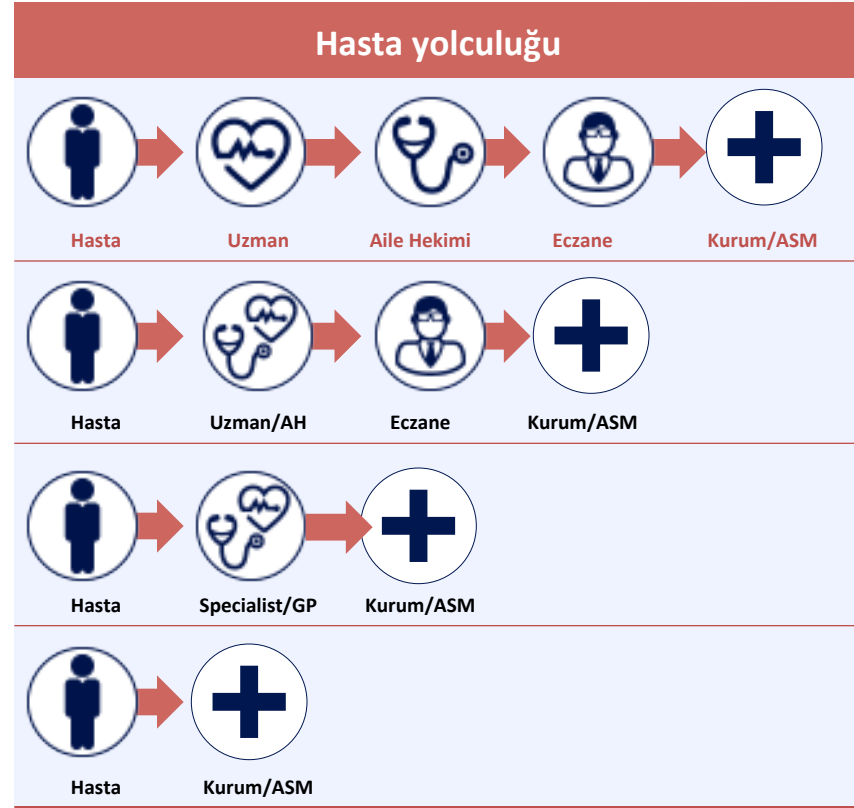 Hasta yolculuğu
Hasta Uzman Aile Hekimi Eczane Kurum/ASM
Hasta Uzman/AH Eczane Kurum/ASM
Hasta Specialist/GP Kurum/ASM
Hasta Kurum/ASM